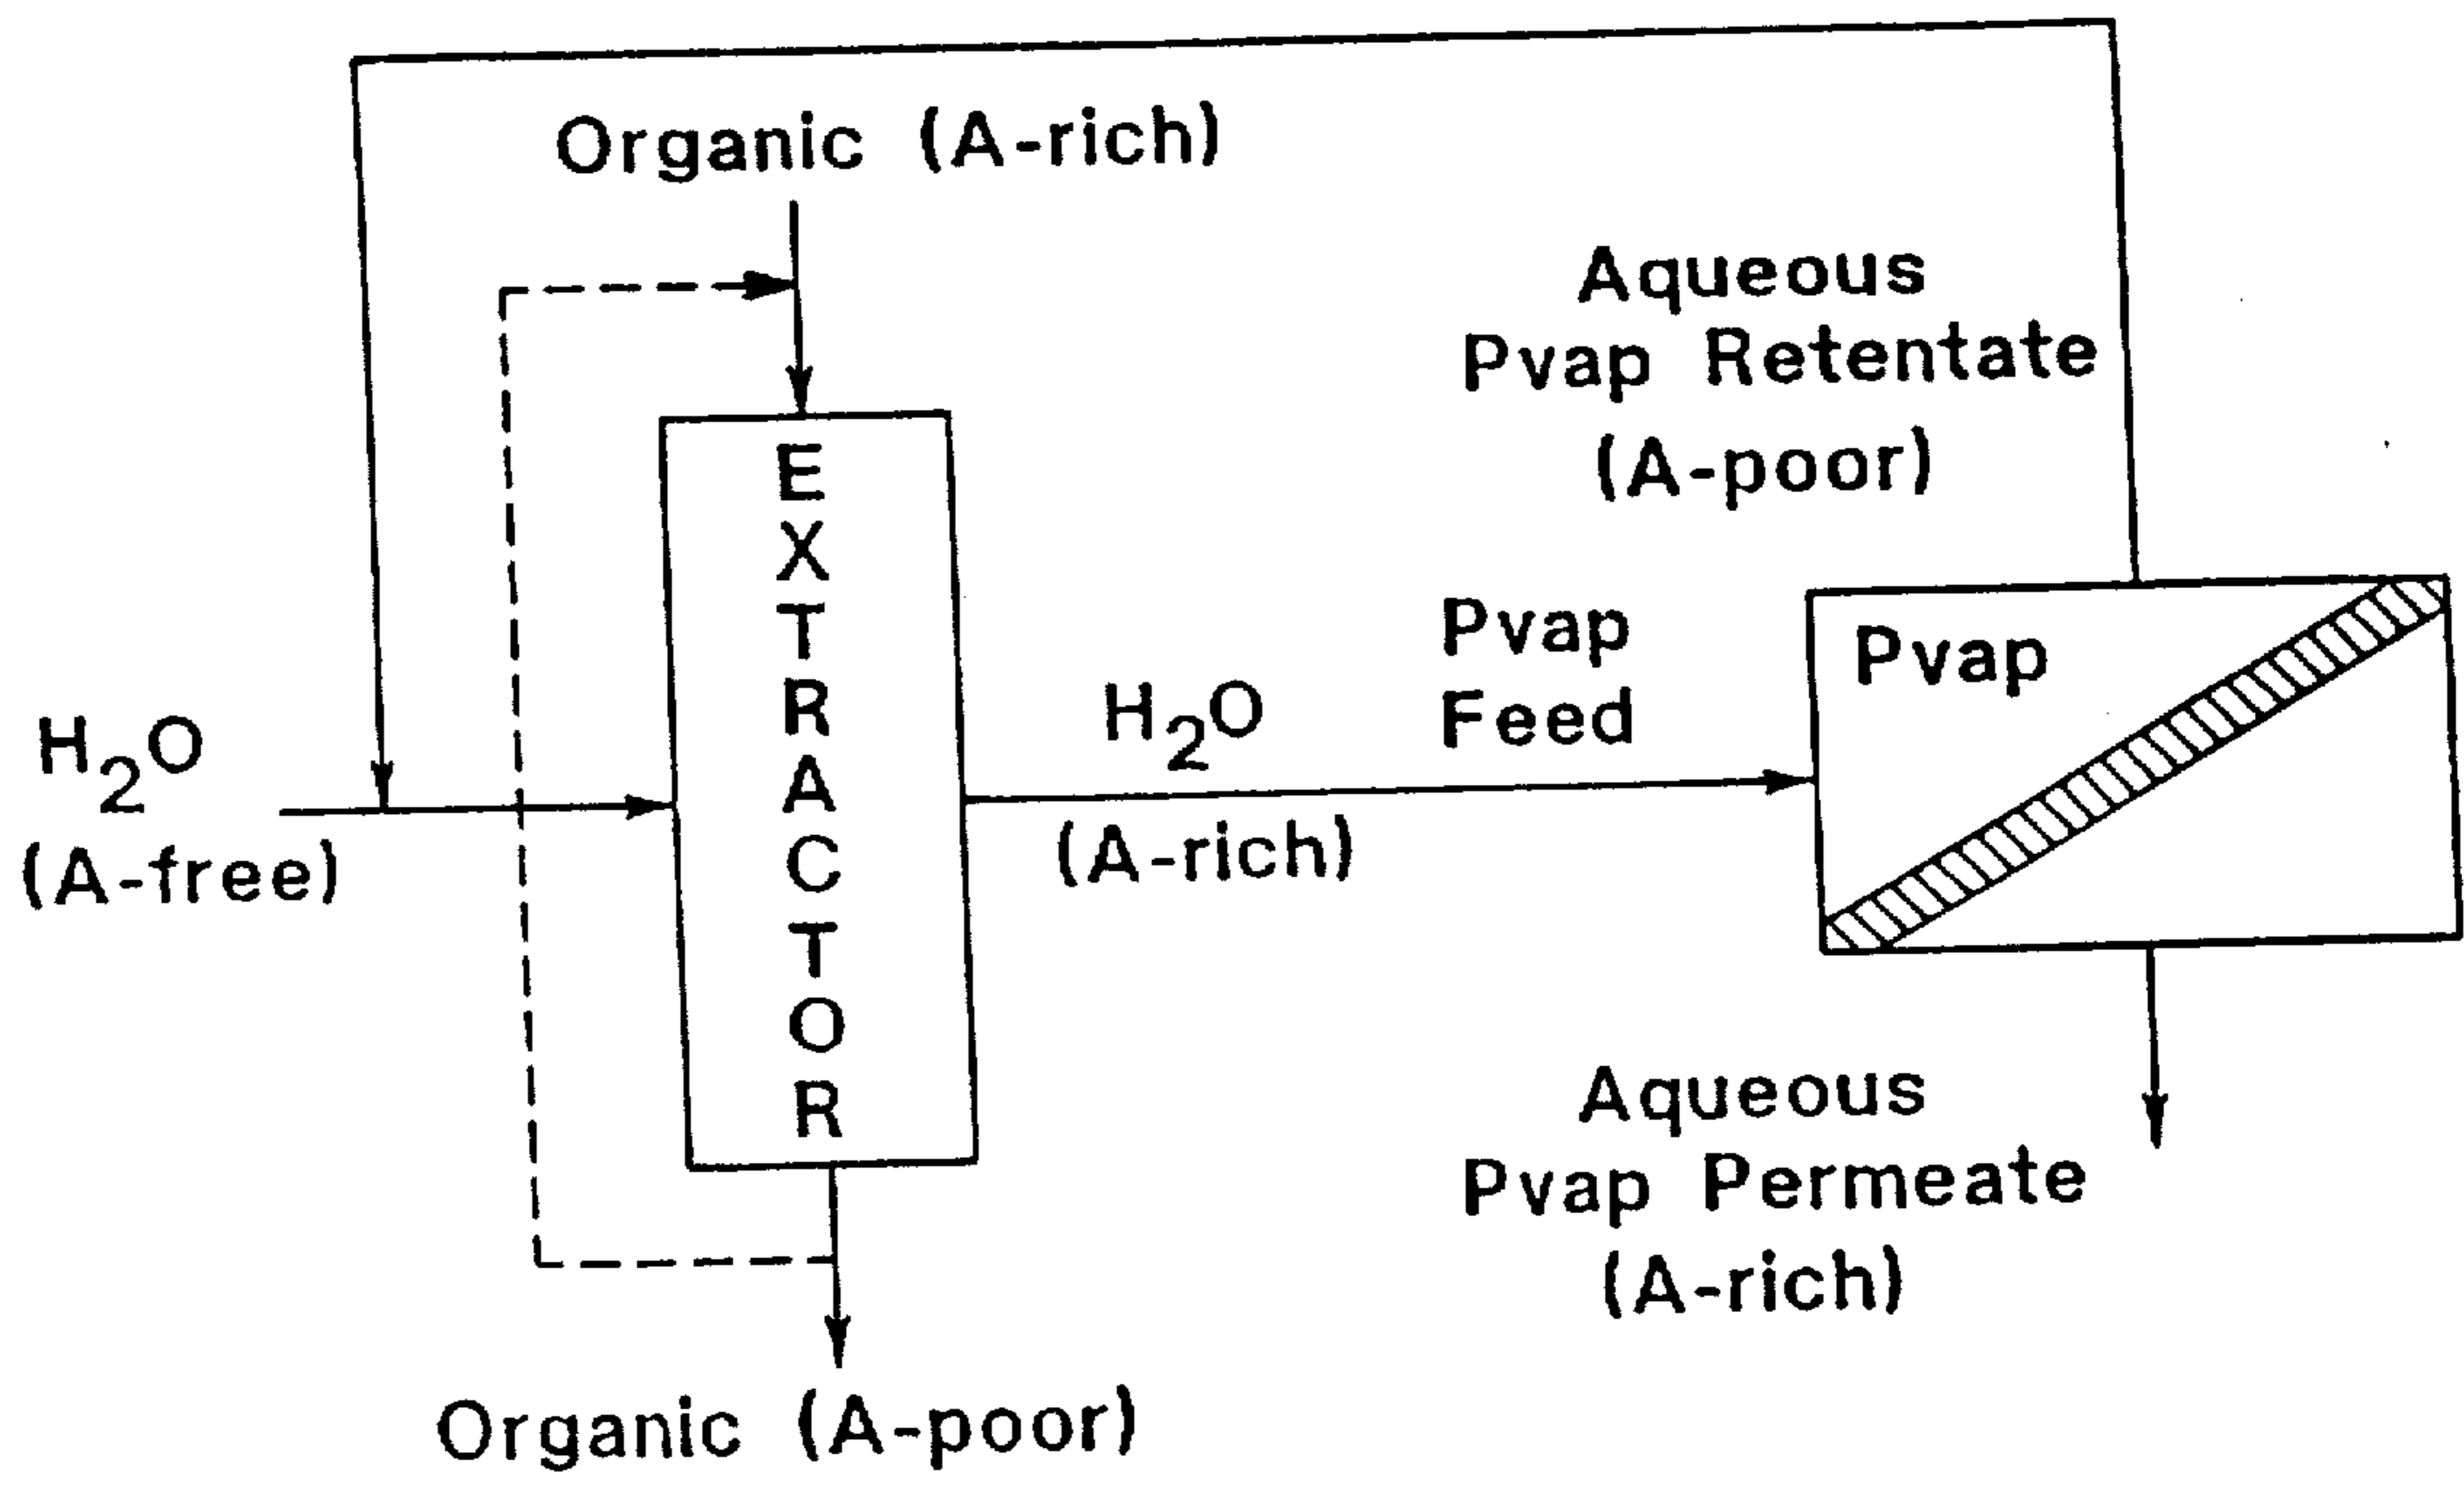 Organic (A-rich)
Aqueous
Pvap Retentate
(A-poor)
EXTRACTOR
H2O
(A-free)
H2O
(A-rich)
Pvap
Feed
Pvap
Aqueous
Pvap Permeate
(A-rich)
Organic (A-poor)